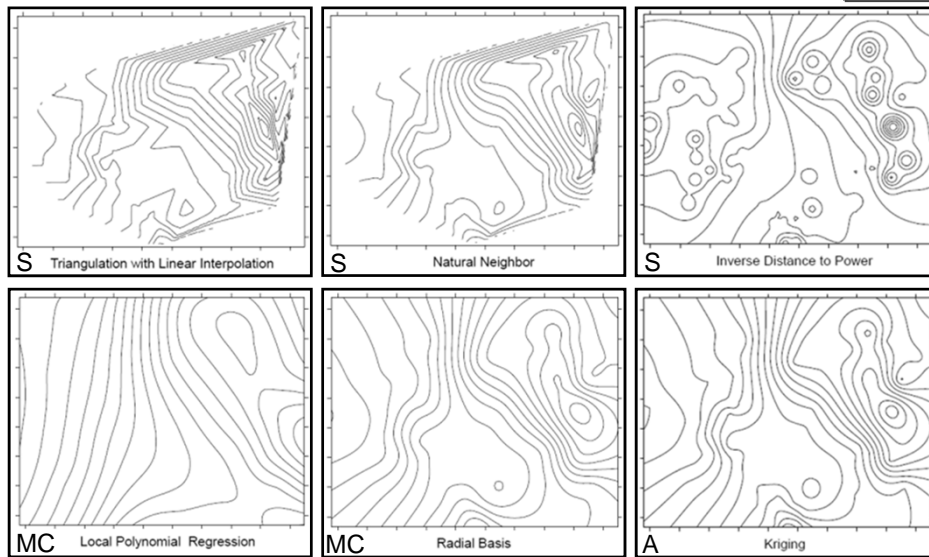 S Triangulation with Linear Interpolation
S Natural Neighbor
S Inverse Distance to Power
MC Local Polynomial Regression
MC Radial Basis
A Kriging